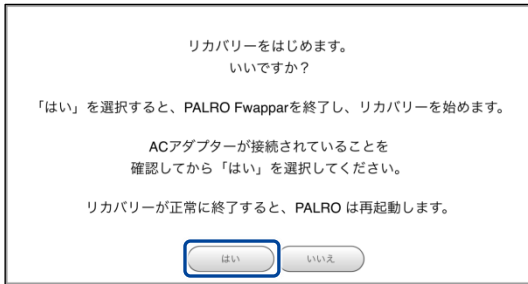 リカバリーをはじめます。
いいですか？
「はい」を選択すると、PALRO Fwapparを終了し、リカバリーを始めます。
ACアダプターが接続されていることを
確認してから「はい」を選択してください。
リカバリーが正常に終了すると、PALRO は再起動します。
はい いいえ